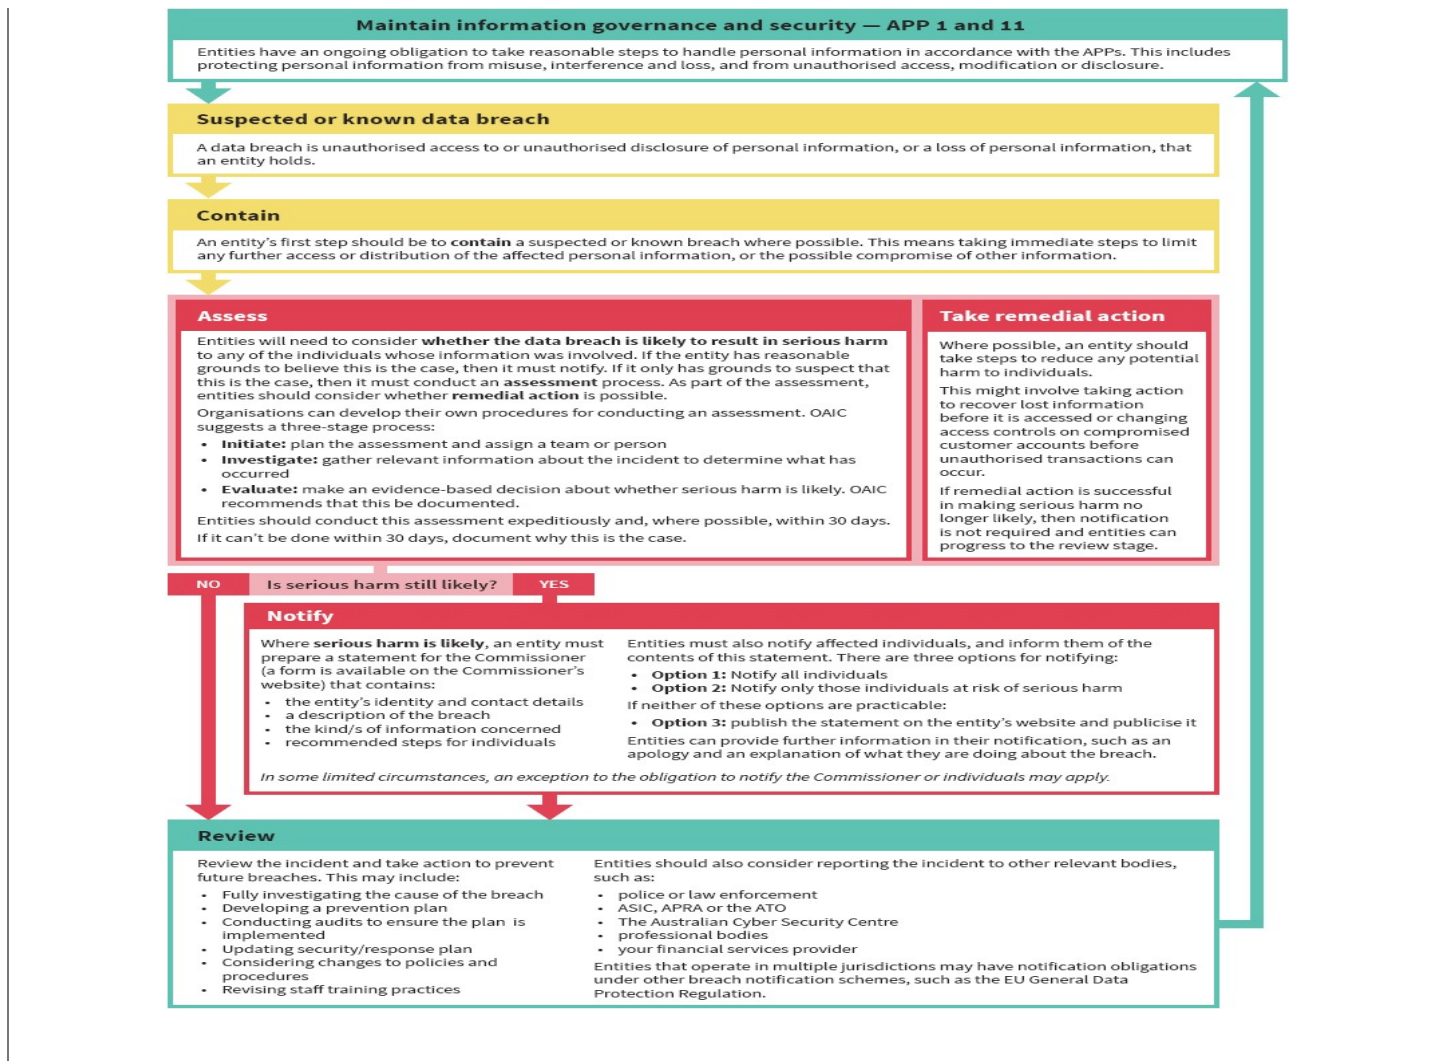 Maintain information governance and security — APP 1 and 11
Entities have an ongoing obligation to take reasonable steps to handle personal information in accordance with the APPs. This includes
protecting personal information from misuse, interference and loss, and from unauthorised access, modification or disclosure.
Suspected or known data breach
A data breach is unauthorised access to or unauthorised disclosure of personal information, or a loss of personal information, that
an entity holds.
Contain
An entity's first step should be to contain a suspected or known breach where possible. This means taking immediate steps to limit
any further access or distribution of the affected personal information, or the possible compromise of other information.
Assess
Entities will need to consider whether the data breach is likely to result in serious harm
to any of the individuals whose information was involved. If the entity has reasonable
grounds to believe this is the case, then it must notify. If it only has grounds to suspect that
this is the case, then it must conduct an assessment process. As part of the assessment,
entities should consider whether remedial action is possible.
Organisations can develop their own procedures for conducting an assessment. OAIC
suggests a three-stage process:
• Initiate: plan the assessment and assign a team or person
• Investigate: gather relevant information about the incident to determine what has
occurred
• Evaluate: make an evidence-based decision about whether serious harm is likely. OAIC
recommends that this be documented.
Entities should conduct this assessment expeditiously and, where possible, within 30 days.
If it can't be done within 30 days, document why this is the case.
Take remedial action
Where possible, an entity should
take steps to reduce any potential
harm to individuals.
This might involve taking action
to recover lost information
before it is accessed or changing
access controls on compromised
customer accounts before
unauthorised transactions can
occur.
If remedial action is successful
in making serious harm no
longer likely, then notification
is not required and entities can
progress to the review stage.
NO
Is serious harm still likely?
YES
Notify
Where serious harm is likely, an entity must
prepare a statement for the Commissioner
(a form is available on the Commissioner's
website) that contains:
• the entity's identity and contact details
• a description of the breach
• the kind/s of information concerned
• recommended steps for individuals
Entities must also notify affected individuals, and inform them of the
contents of this statement. There are three options for notifying:
• Option 1: Notify all individuals
• Option 2: Notify only those individuals at risk of serious harm
If neither of these options are practicable:
• Option 3: publish the statement on the entity's website and publicise it
Entities can provide further information in their notification, such as an
apology and an explanation of what they are doing about the breach.
In some limited circumstances, an exception to the obligation to notify the Commissioner or individuals may apply.
Review
Review the incident and take action to prevent
future breaches. This may include:
• Fully investigating the cause of the breach
• Developing a prevention plan
• Conducting audits to ensure the plan is
implemented
• Updating security/response plan
• Considering changes to policies and
procedures
• Revising staff training practices
Entities should also consider reporting the incident to other relevant bodies,
such as:
• police or law enforcement
• ASIC, APRA or the ATO
• The Australian Cyber Security Centre
• professional bodies
• your financial services provider
Entities that operate in multiple jurisdictions may have notification obligations
under other breach notification schemes, such as the EU General Data
Protection Regulation.